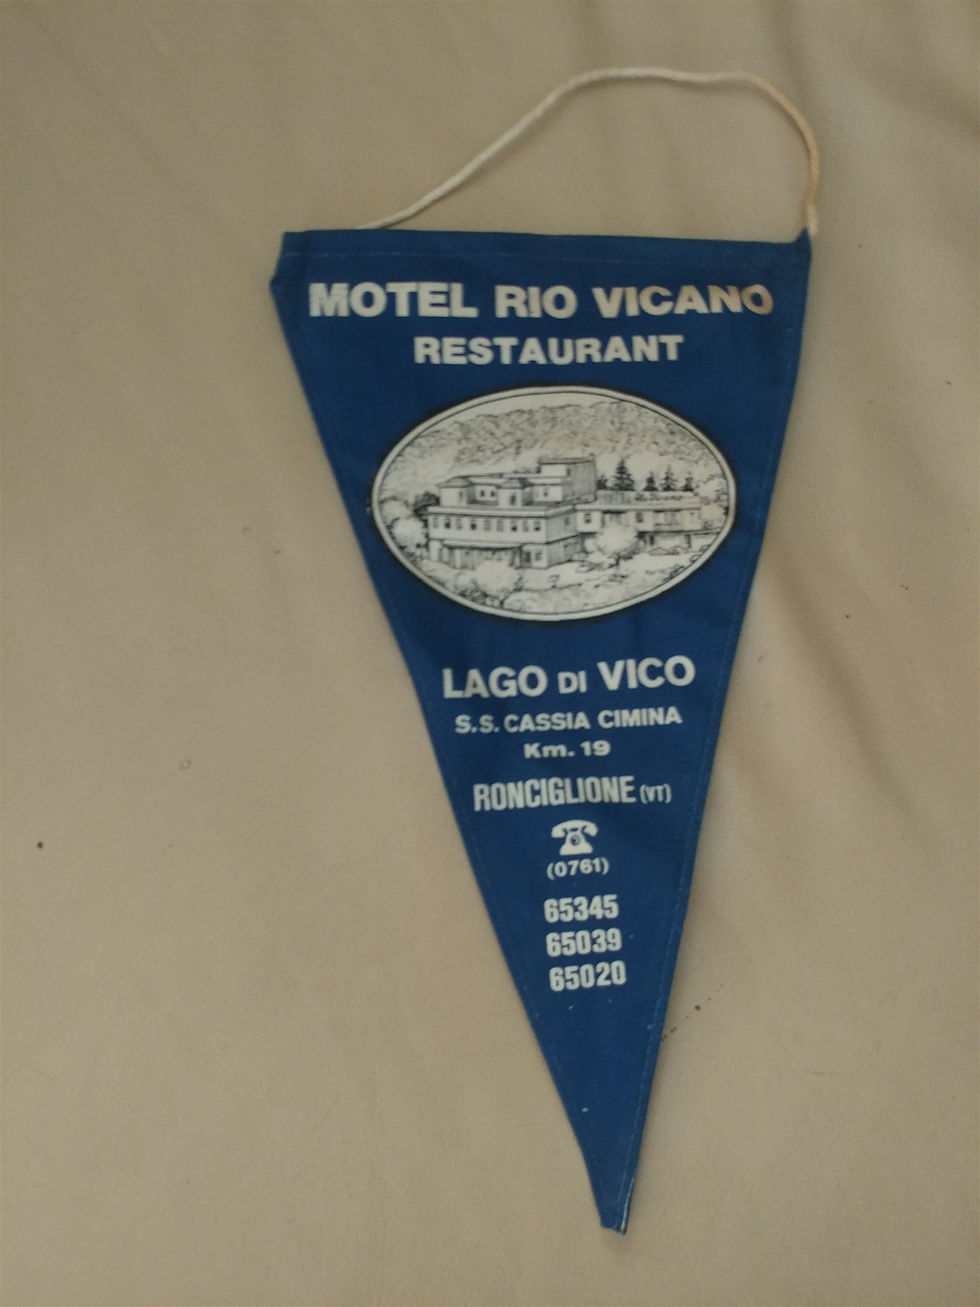 MOTEL RIO VICANO
RESTAURANT
LAGO DI VICO
S.S. CASSIA CIMINA
Km. 19
RONCIGLIONE (VT)
(0761)
65345
65039
65020